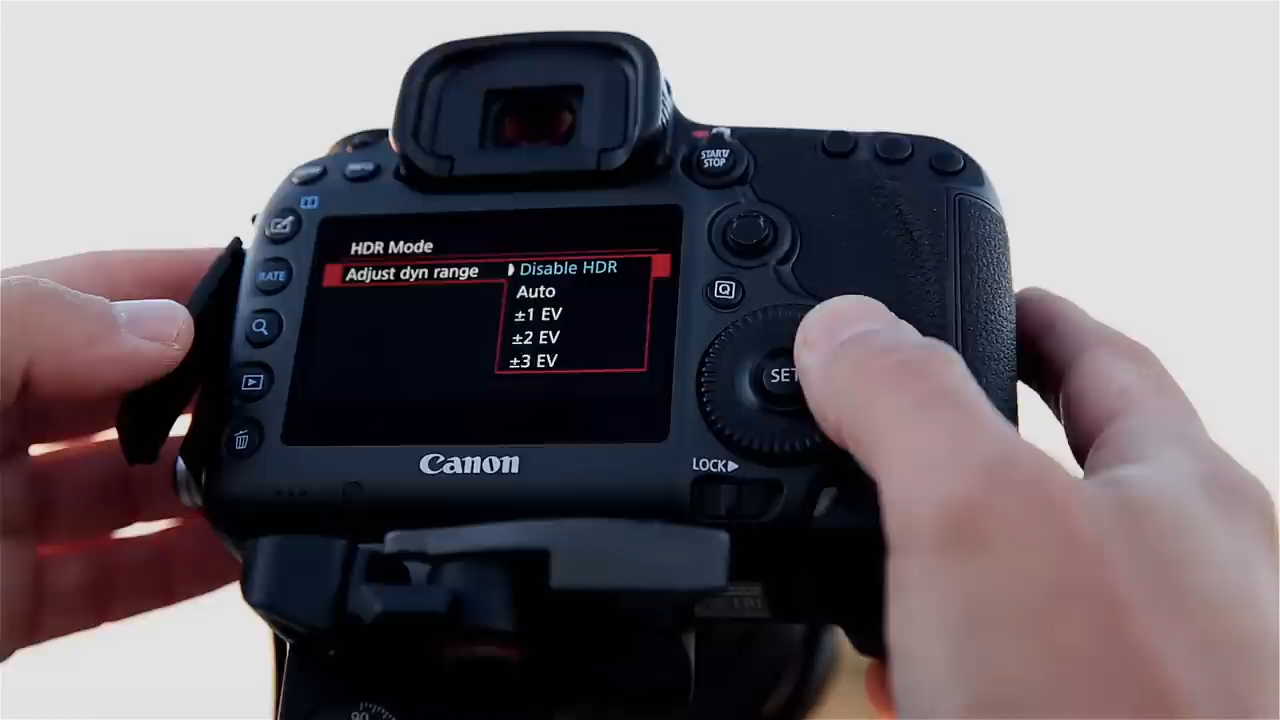 START/
STOP
HDR Mode
Adjust dyn range
Disable HDR
Auto
±1 EV
±2 EV
±3 EV
RATE
Q
SET
Canon
LOCK
80